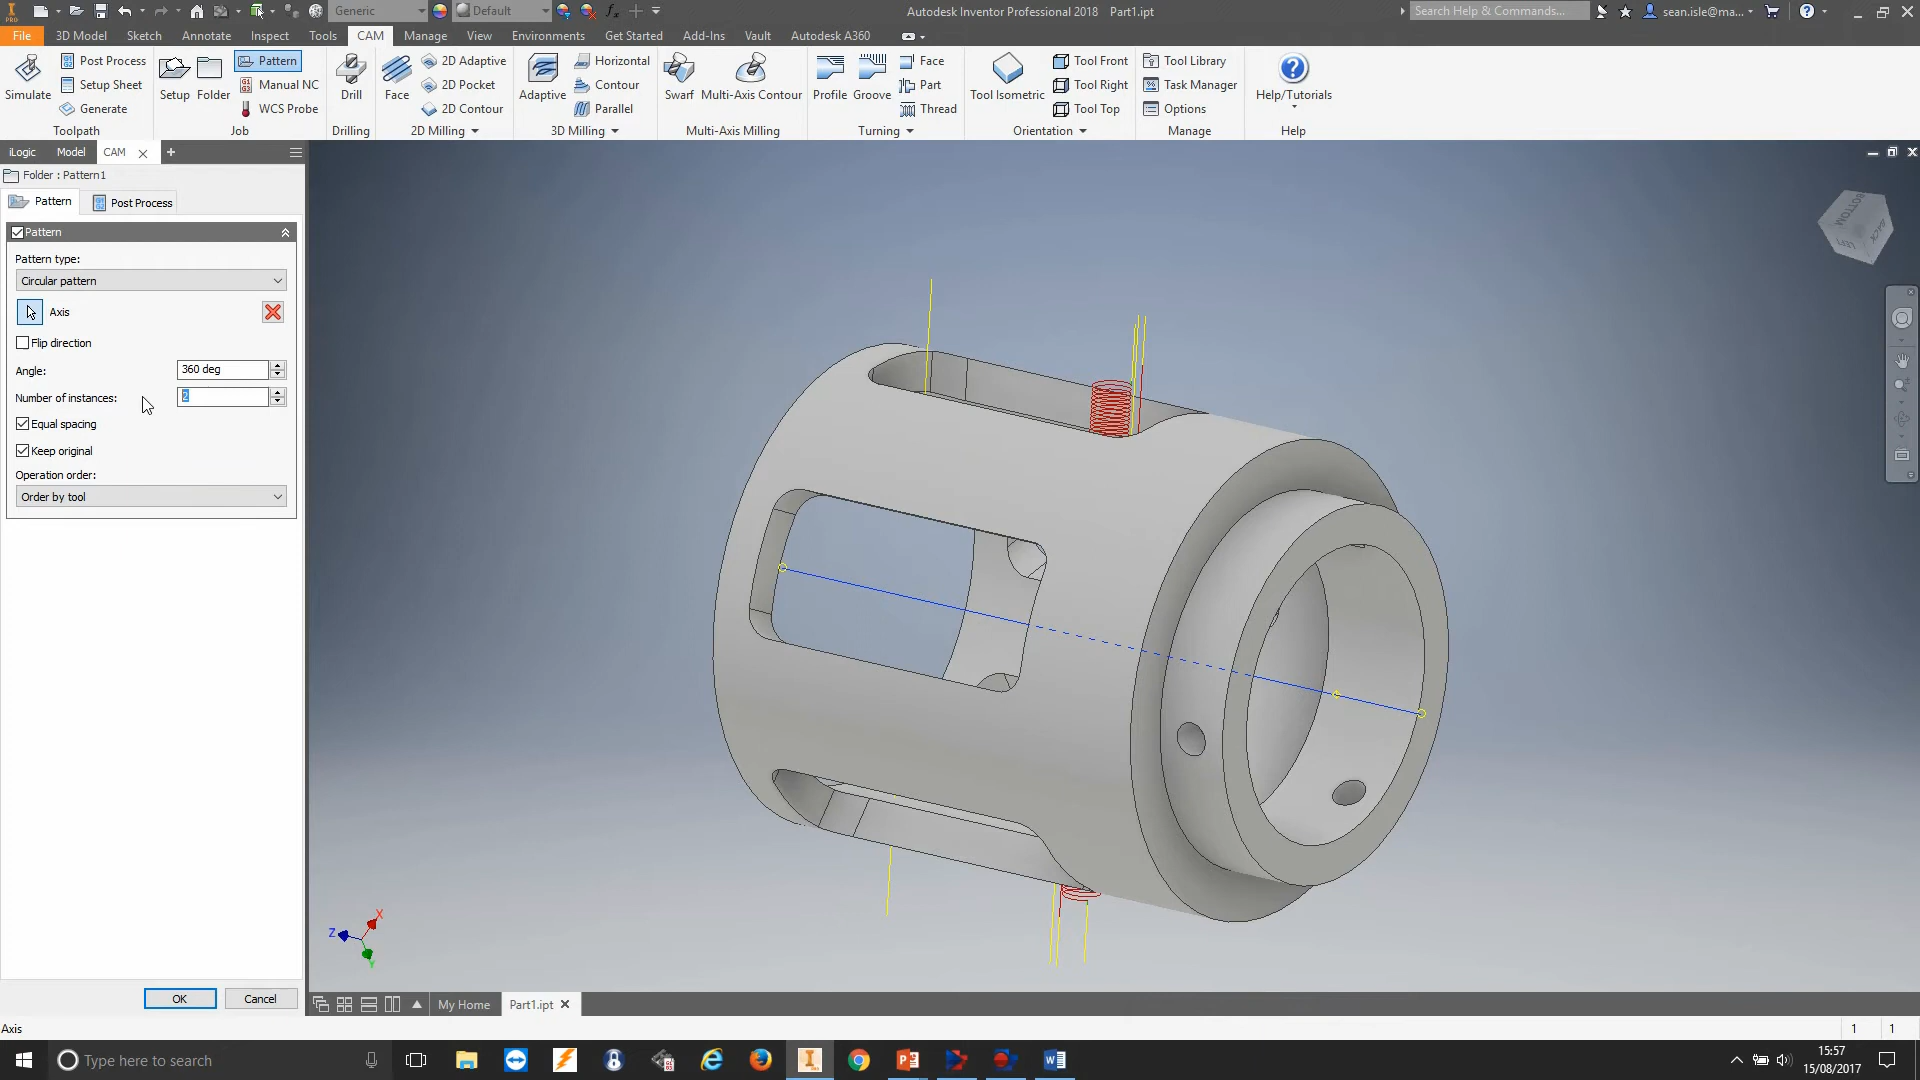 Generic
Default
Autodesk Inventor Professional 2018 Part1.ipt
Search Help & Commands...
sean.isle@ma...
PRO
File
3D Model
Sketch
Annotate
Inspect
Tools
CAM
Manage
View
Environments
Get Started
Add-Ins
Vault
Autodesk A360
Simulate
Post Process
Setup Sheet
Generate
Toolpath
Setup
Folder
Pattern
Manual NC
WCS Probe
Job
Drill
Drilling
Face
2D Adaptive
2D Pocket
2D Contour
2D Milling
Adaptive
Horizontal
Contour
Parallel
3D Milling
Swarf
Multi-Axis Contour
Multi-Axis Milling
Profile
Groove
Face
Part
Thread
Turning
Tool Isometric
Tool Front
Tool Right
Tool Top
Orientation
Tool Library
Task Manager
Options
Manage
Help/Tutorials
Help
iLogic
Model
CAM
Folder : Pattern1
Pattern
Post Process
Pattern
Pattern type:
Circular pattern
Axis
Flip direction
Angle:
360 deg
Number of instances:
2
Equal spacing
Keep original
Operation order:
Order by tool
OK
Cancel
BOTTOM
BACK
LEFT
X
Z
Y
My Home
Part1.ipt
Axis
1
1
Type here to search
15:57
15/08/2017